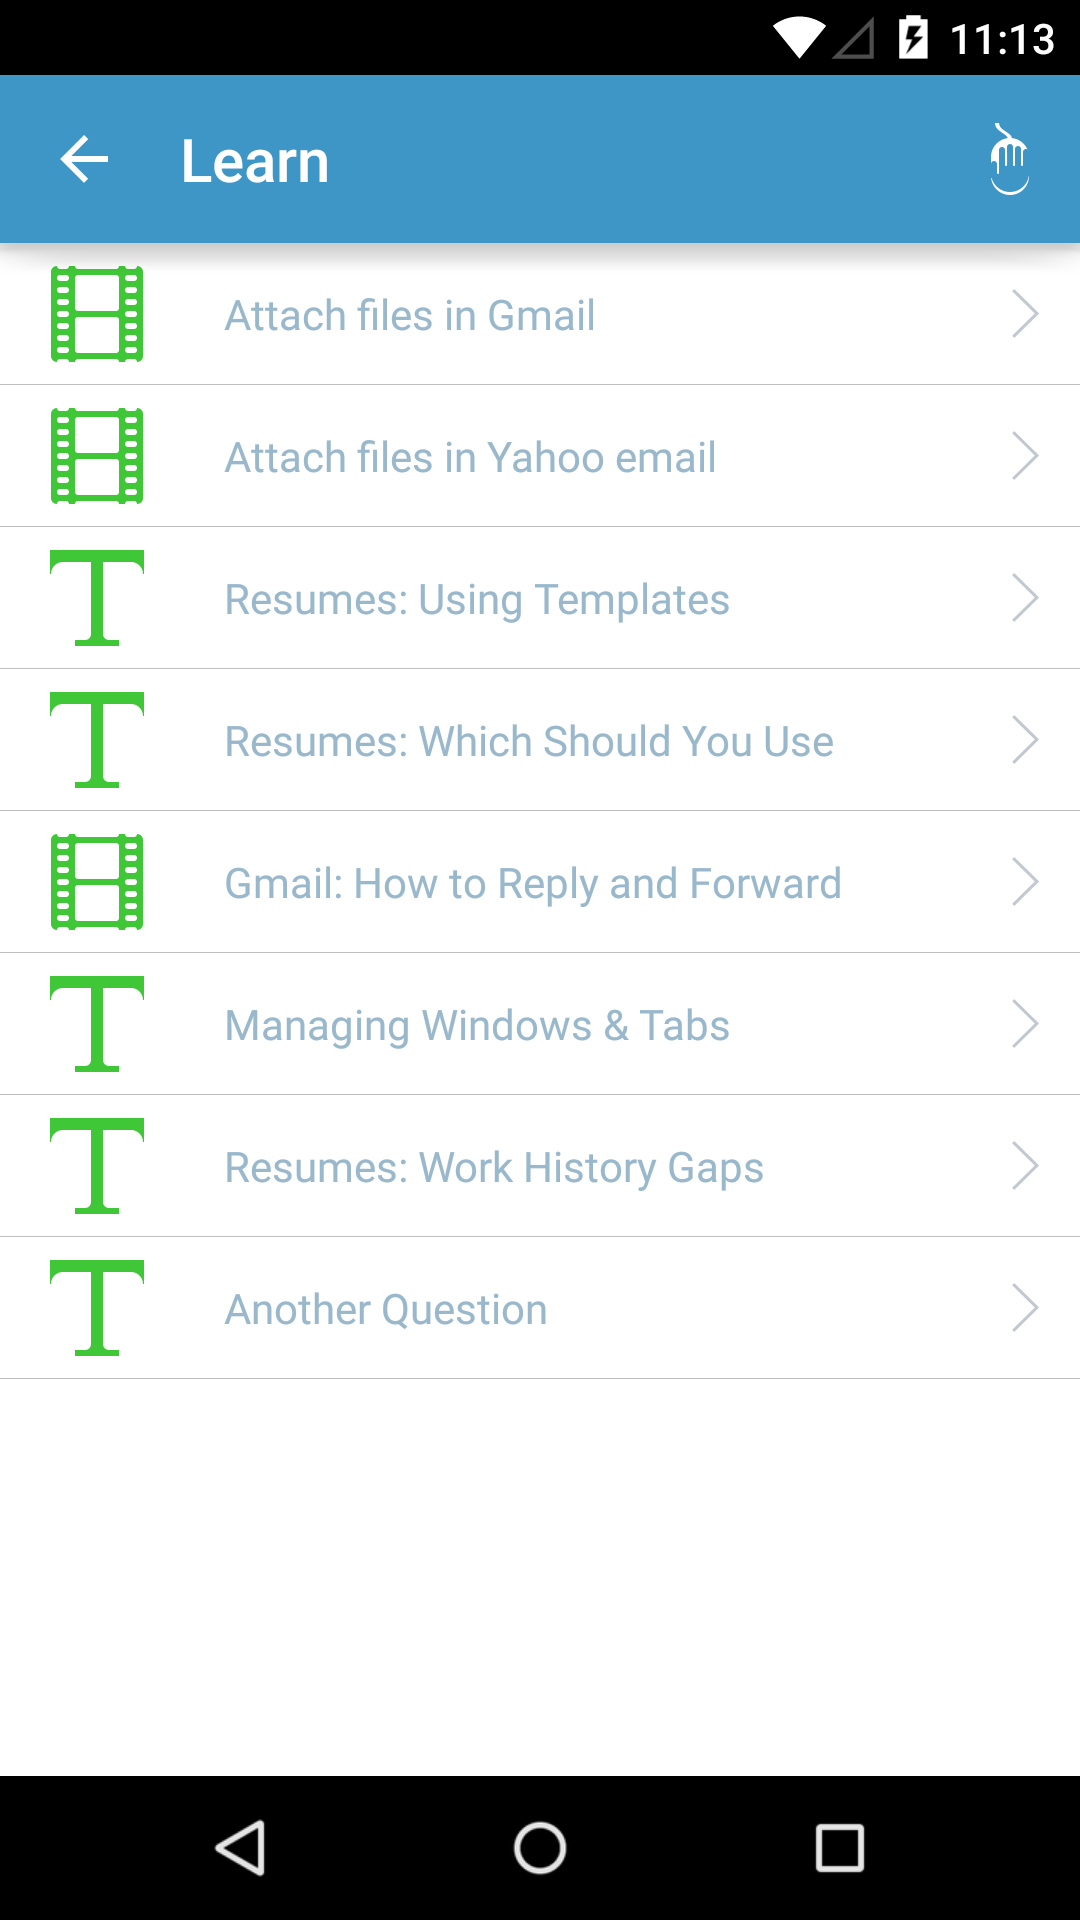 11:13
Learn
Attach files in Gmail
Attach files in Yahoo email
Resumes: Using Templates
Resumes: Which Should You Use
Gmail: How to Reply and Forward
Managing Windows & Tabs
Resumes: Work History Gaps
Another Question